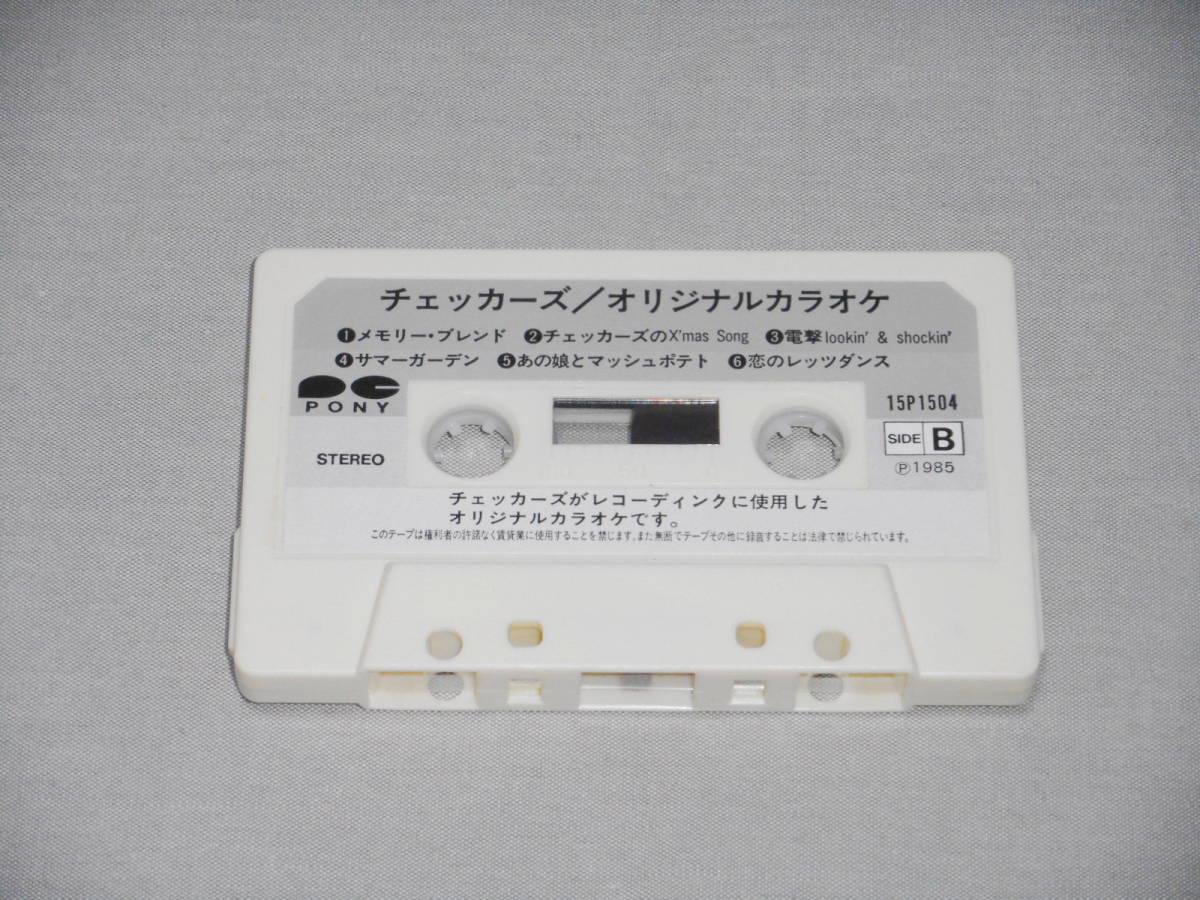 チェッカーズ／オリジナルカラオケ
❶メモリー・ブレンド ❷チェッカーズのX'mas Song ❸電撃lookin' & shockin'
❹サマーガーデン ❺あの娘とマッシュポテト ❻恋のレッツダンス
PC
PONY
15P1504
STEREO
SIDE B
Ⓟ1985
チェッカーズがレコーディングに使用した
オリジナルカラオケです。
このテープは権利者の許諾なく賃貸業に使用することを禁じます。また無断でテープその他に録音することは法律で禁じられています。